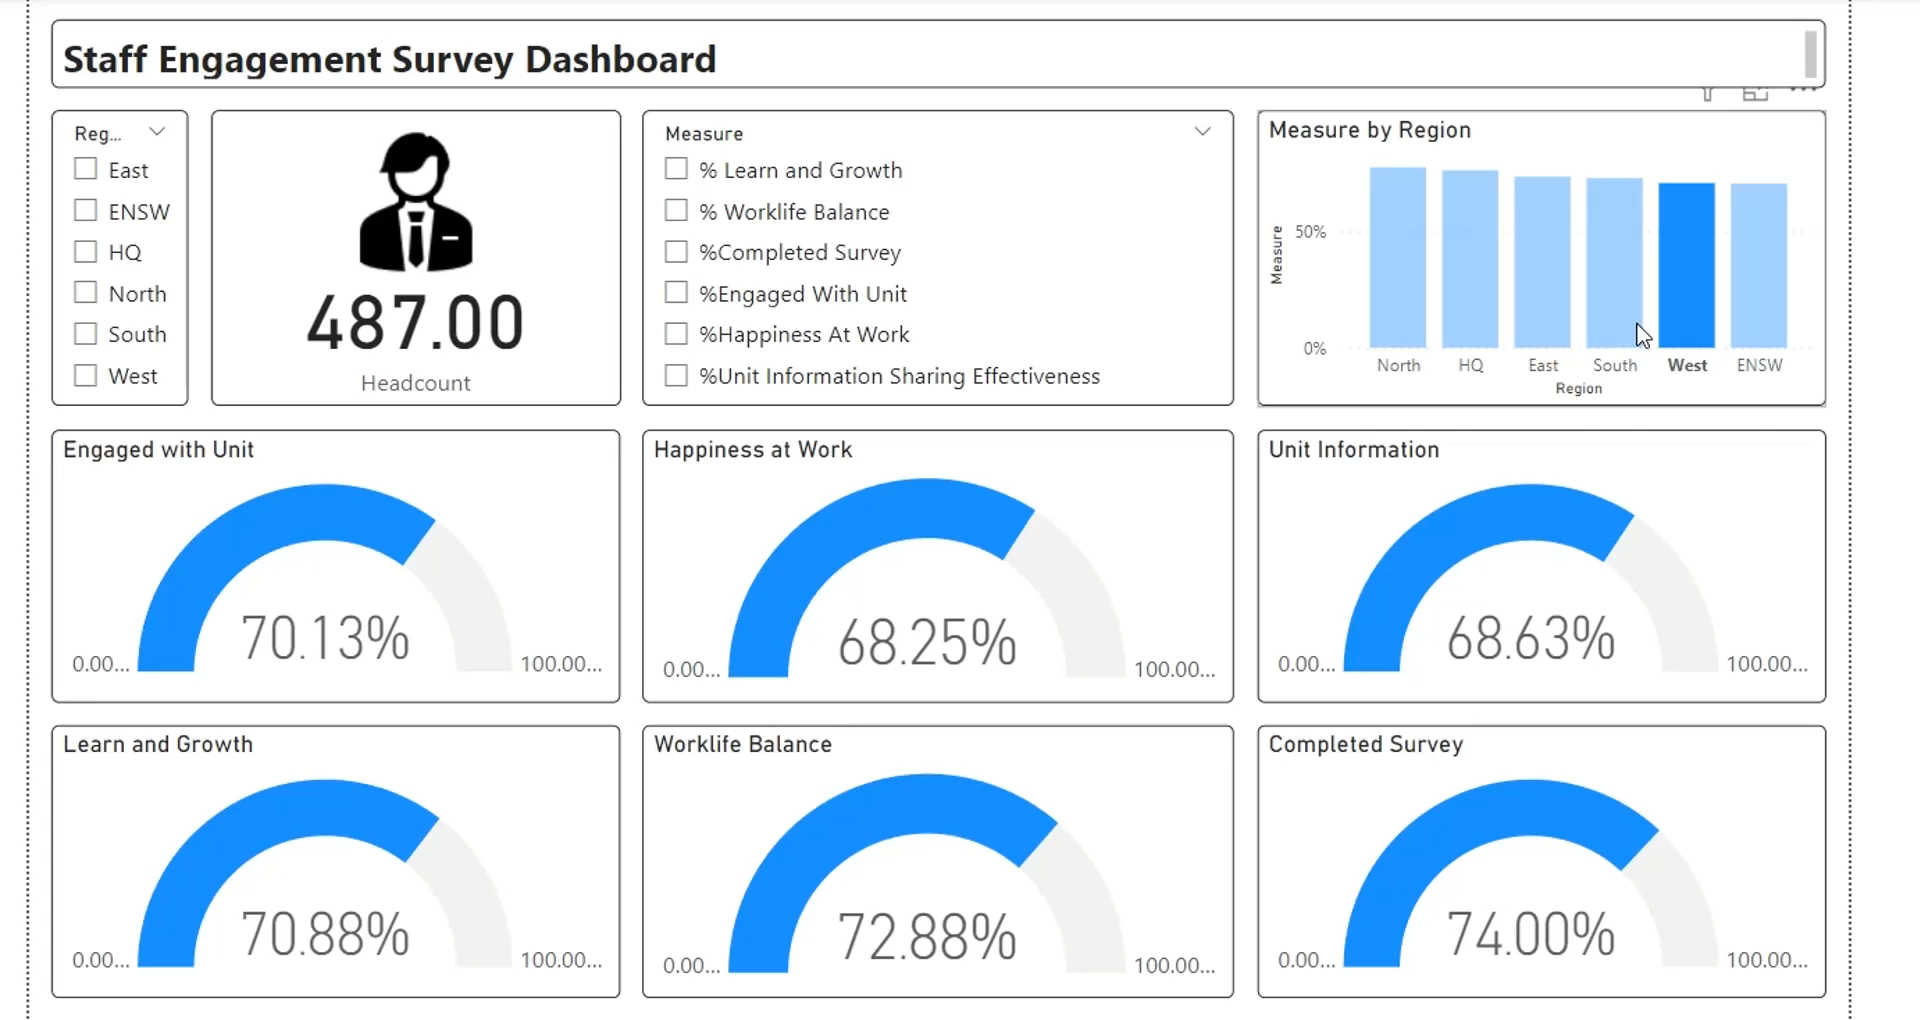 Staff Engagement Survey Dashboard
Reg...
East
ENSW
HQ
North
South
West
487.00
Headcount
Measure
% Learn and Growth
% Worklife Balance
%Completed Survey
%Engaged With Unit
%Happiness At Work
%Unit Information Sharing Effectiveness
Measure by Region
Measure
50%
0%
North HQ East South West ENSW
Region
Engaged with Unit
70.13%
0.00... 100.00...
Happiness at Work
68.25%
0.00... 100.00...
Unit Information
68.63%
0.00... 100.00...
Learn and Growth
70.88%
0.00... 100.00...
Worklife Balance
72.88%
0.00... 100.00...
Completed Survey
74.00%
0.00... 100.00...